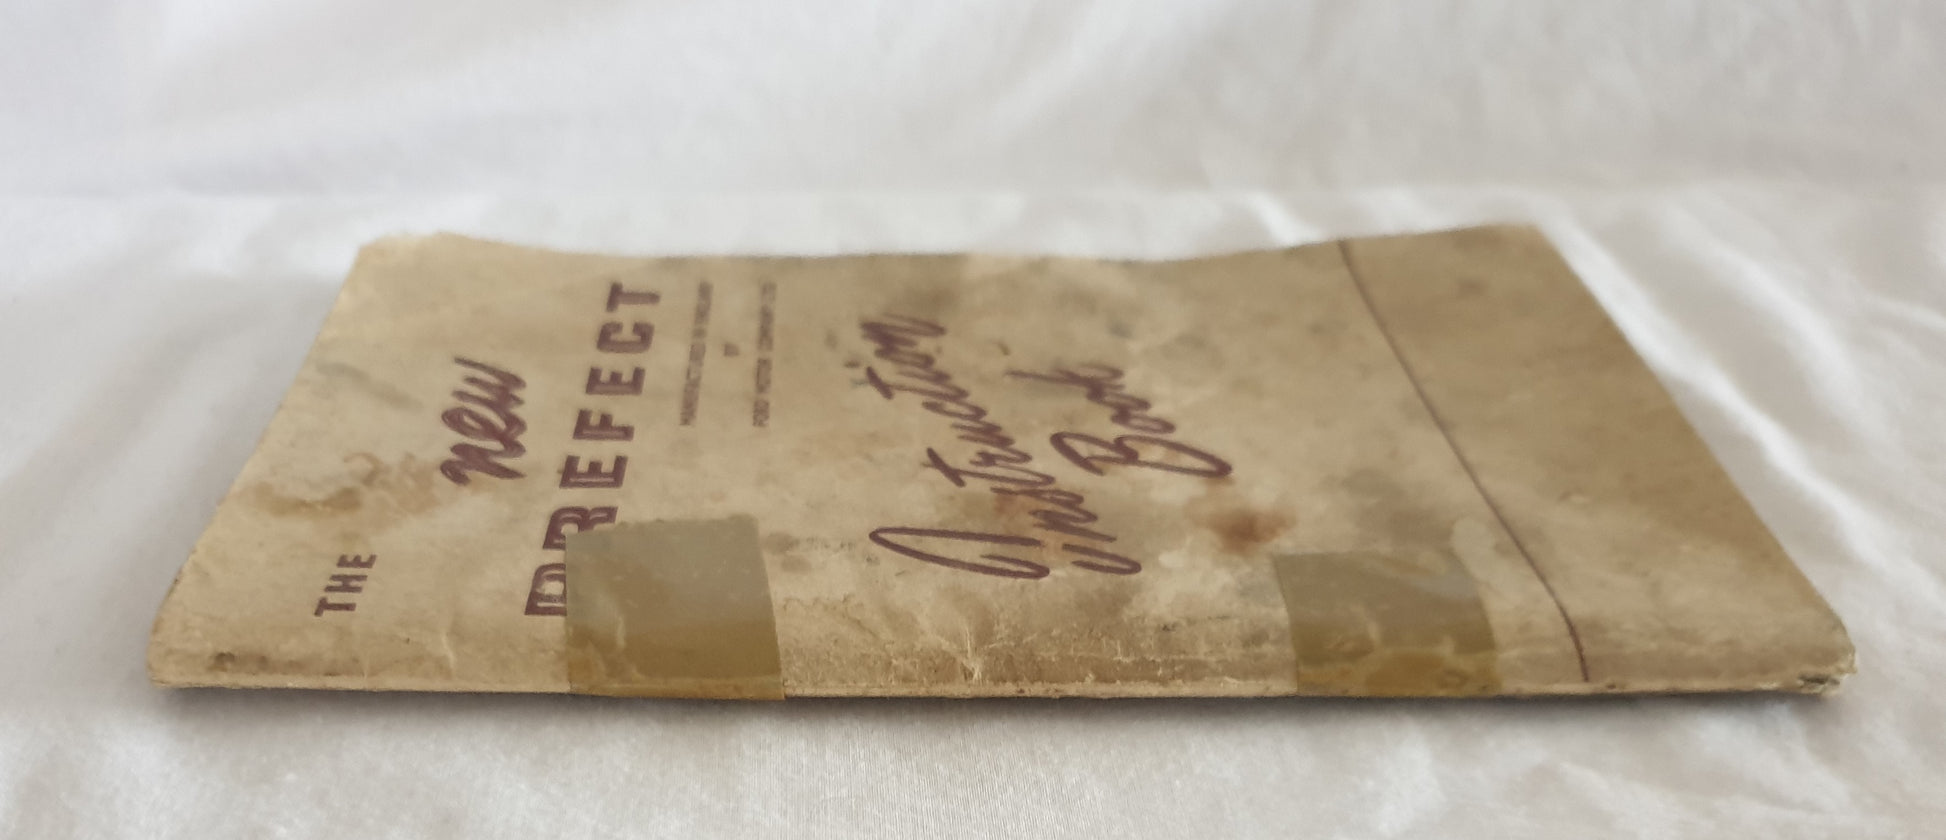 THE
new
PREFECT
MANUFACTURED IN ENGLAND
BY
FORD MOTOR COMPANY LTD
Instruction
Book